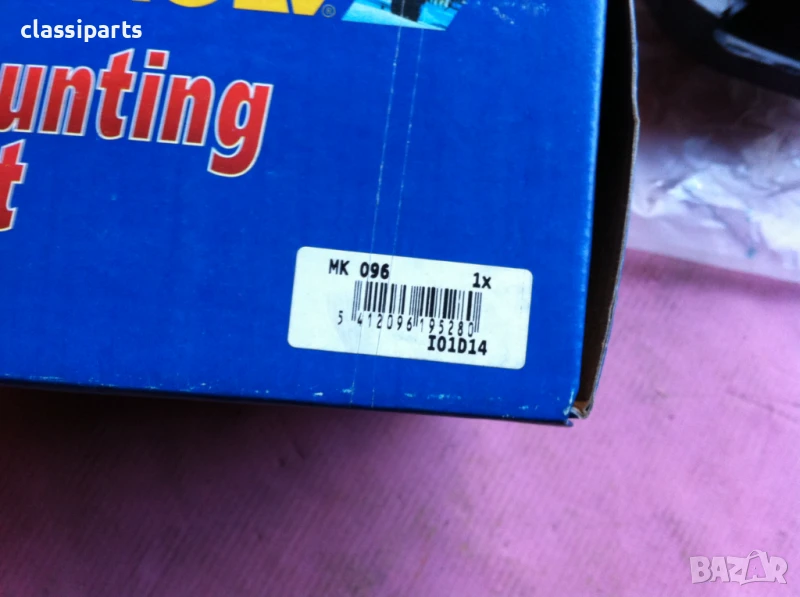 classiparts
unting
t
MK 096 1x
5 412096 195280
I01D14
BAZAR